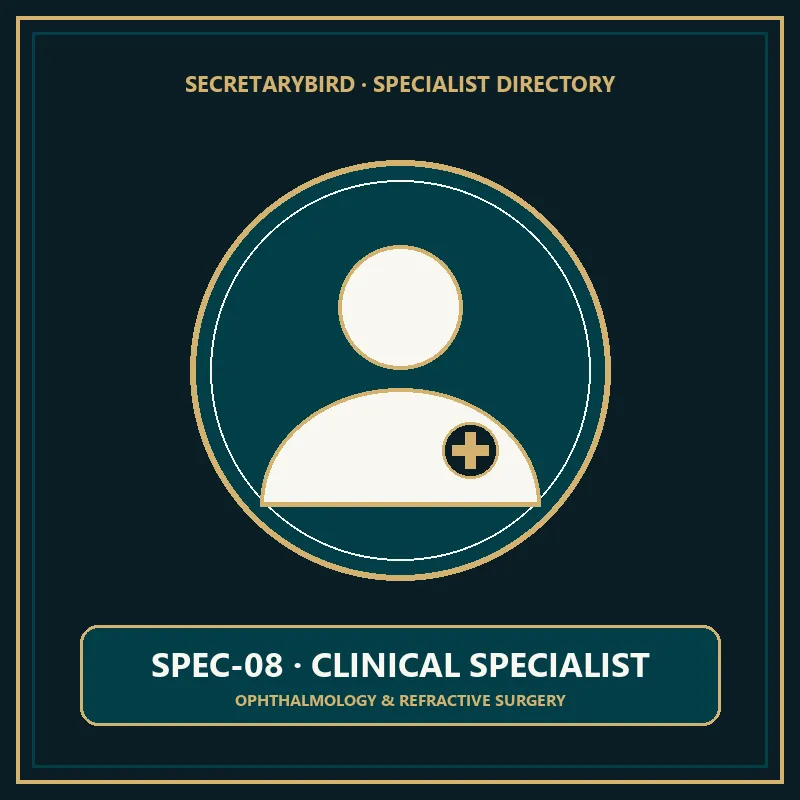 SECRETARYBIRD · SPECIALIST DIRECTORY
SPEC-08 · CLINICAL SPECIALIST
OPHTHALMOLOGY & REFRACTIVE SURGERY